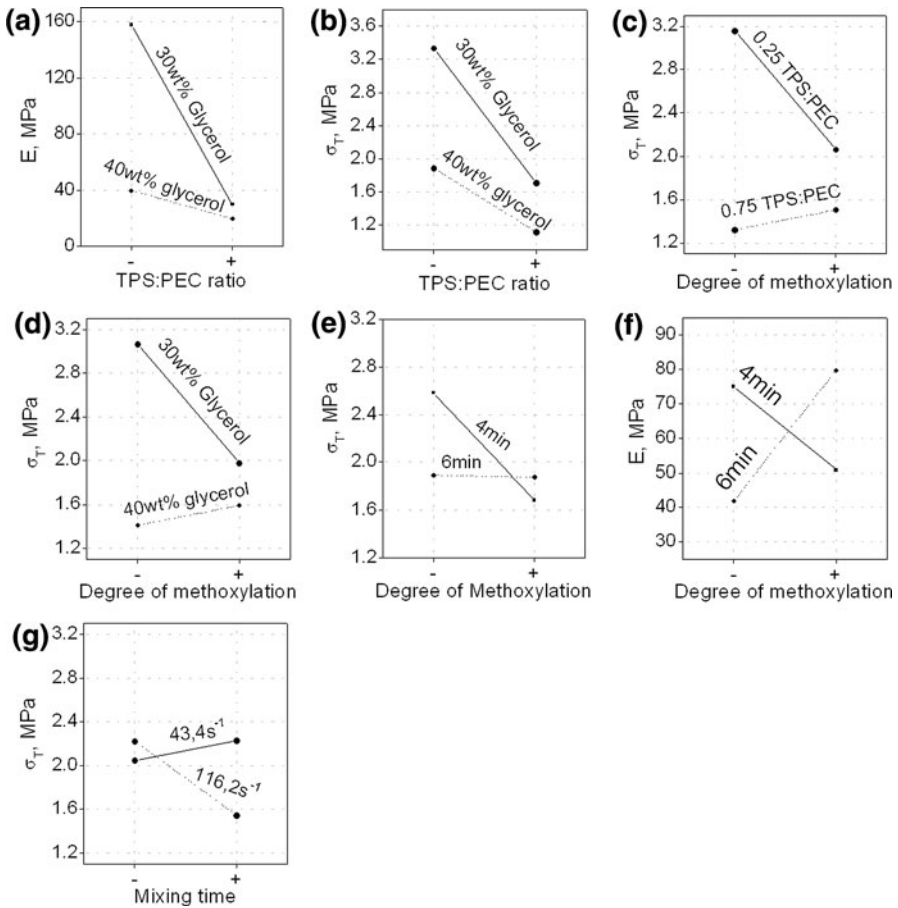 (a)
160
120
80
40
0
E, MPa
30wt% Glycerol
40wt% glycerol
- +
TPS:PEC ratio
(b)
3.6
3.0
2.4
1.8
1.2
σT, MPa
30wt% Glycerol
40wt% glycerol
- +
TPS:PEC ratio
(c)
3.2
2.8
2.4
2.0
1.6
1.2
σT, MPa
0.25 TPS:PEC
0.75 TPS:PEC
- +
Degree of methoxylation
(d)
3.2
2.8
2.4
2.0
1.6
1.2
σT, MPa
30wt% Glycerol
40wt% glycerol
- +
Degree of methoxylation
(e)
3.2
2.8
2.4
2.0
1.6
1.2
σT, MPa
4min
6min
- +
Degree of Methoxylation
(f)
90
80
70
60
50
40
30
E, MPa
4min
6min
- +
Degree of methoxylation
(g)
3.2
2.8
2.4
2.0
1.6
1.2
σT, MPa
43,4s⁻¹
116,2s⁻¹
- +
Mixing time